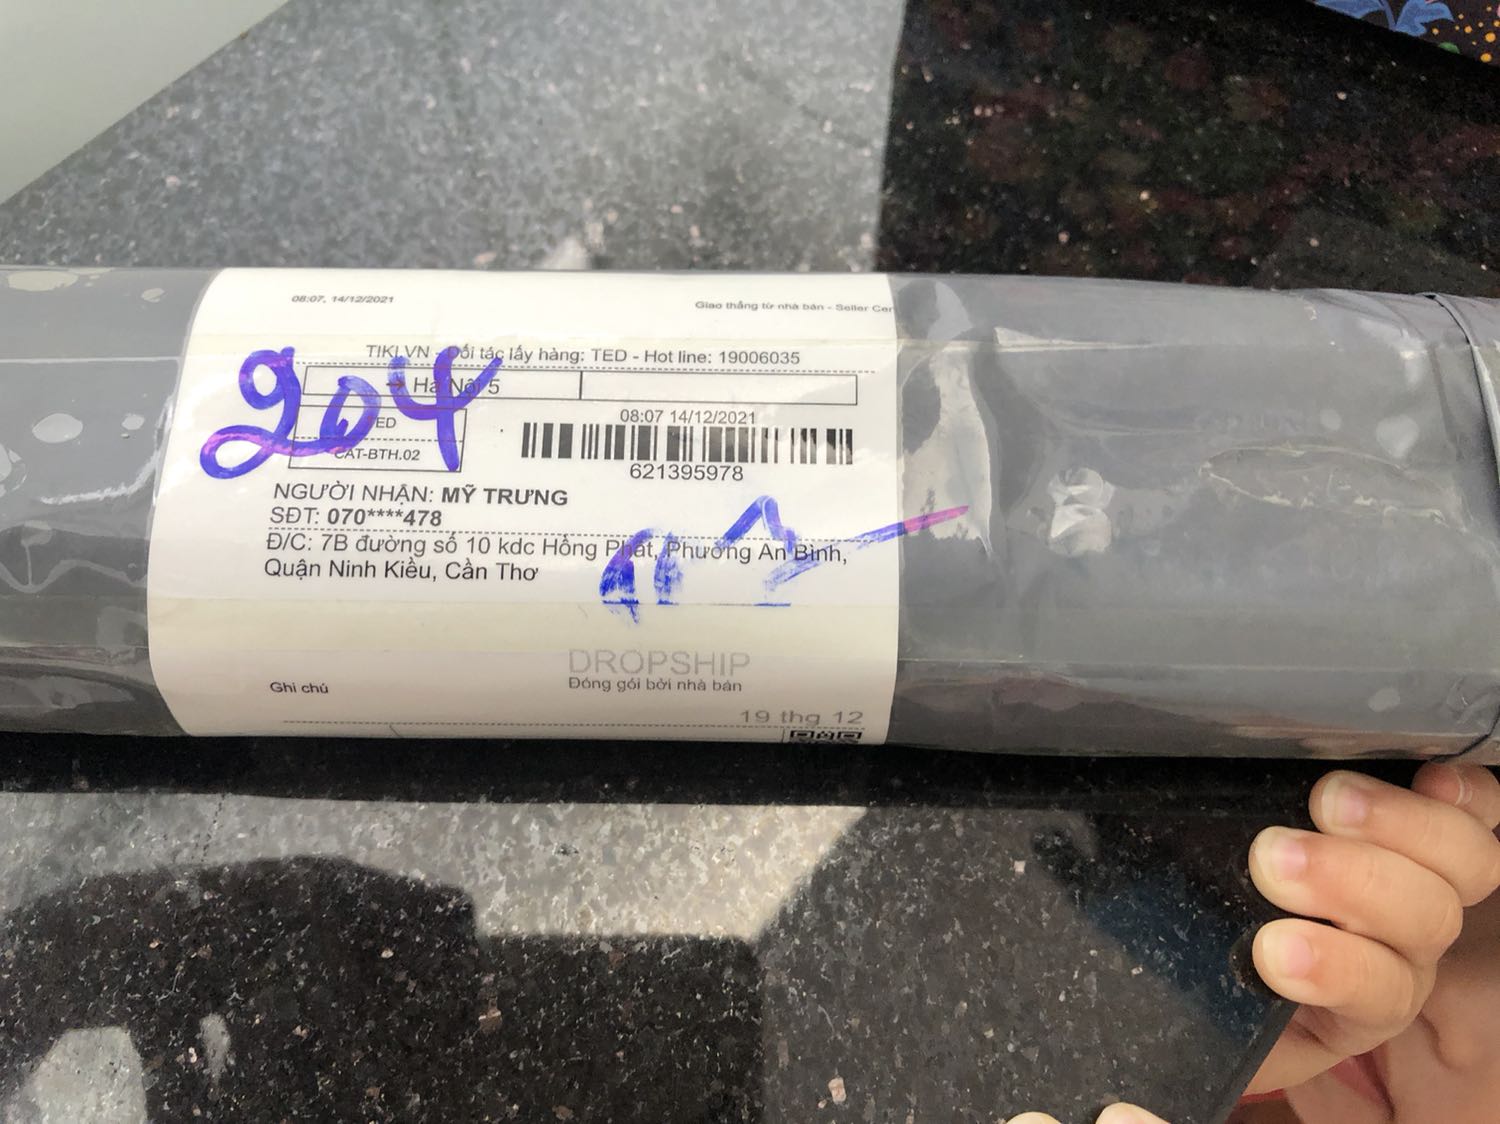 08:07, 14/12/2021
Giao thẳng từ nhà bán - Seller Cen
TIKI.VN - Đối tác lấy hàng: TED - Hot line: 19006035
→ Hà Nội 5
204
TED
08:07 14/12/2021
CAT-BTH.02
621395978
NGƯỜI NHẬN: MỸ TRƯNG
SĐT: 070****478
Đ/C: 7B đường số 10 kdc Hồng Phát, Phường An Bình,
Quận Ninh Kiều, Cần Thơ
DROPSHIP
Ghi chú
Đóng gói bởi nhà bán
19 thg 12